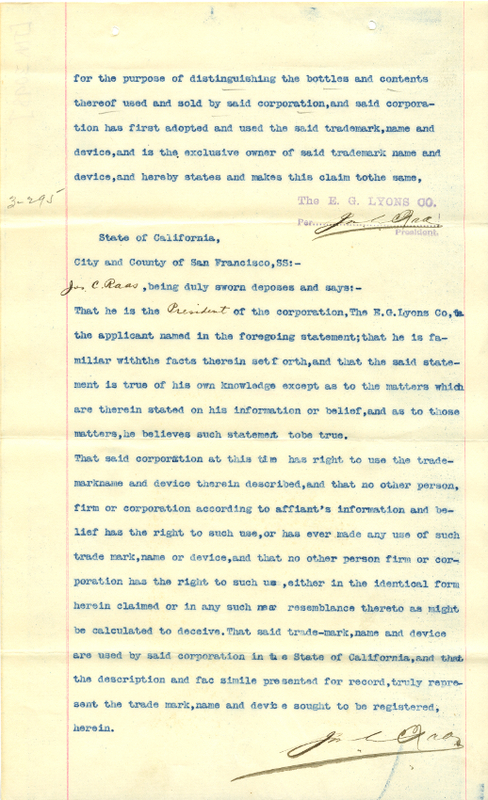 for the purpose of distinguishing the bottles and contents
thereof used and sold by said corporation,and said corpora-
tion has first adopted and used the said trademark,name and
device,and is the exclusive owner of said trademark name and
device,and hereby states and makes this claim tothe same,
3-295
The E. G. LYONS CO.
Per Jos C Raas
President.
State of California,
City and County of San Francisco,SS:-
Jos C. Raas ,being duly sworn deposes and says:-
That he is the President of the corporation,The E.G.Lyons Co,
the applicant named in the foregoing statement;that he is fa-
miliar withthe facts therein setf orth,and that the said state-
ment is true of his own knowledge except as to the matters which
are therein stated on his information or belief,and as to those
matters,he believes such statement tobe true.
That said corporation at this time has right to use the trade-
markname and device therein described,and that no other person,
firm or corporation according to affiant's information and be-
lief has the right to such use,or has ever made any use of such
trade mark,name or device,and that no other person firm or cor-
poration has the right to such use,either in the identical form
herein claimed or in any such near resemblance thereto as might
be calculated to deceive.That said trade-mark,name and device
are used by said corporation in the State of California,and that
the description and fac simile presented for record,truly repre-
sent the trade mark,name and device sought to be registered,
herein.
Jos C Raas